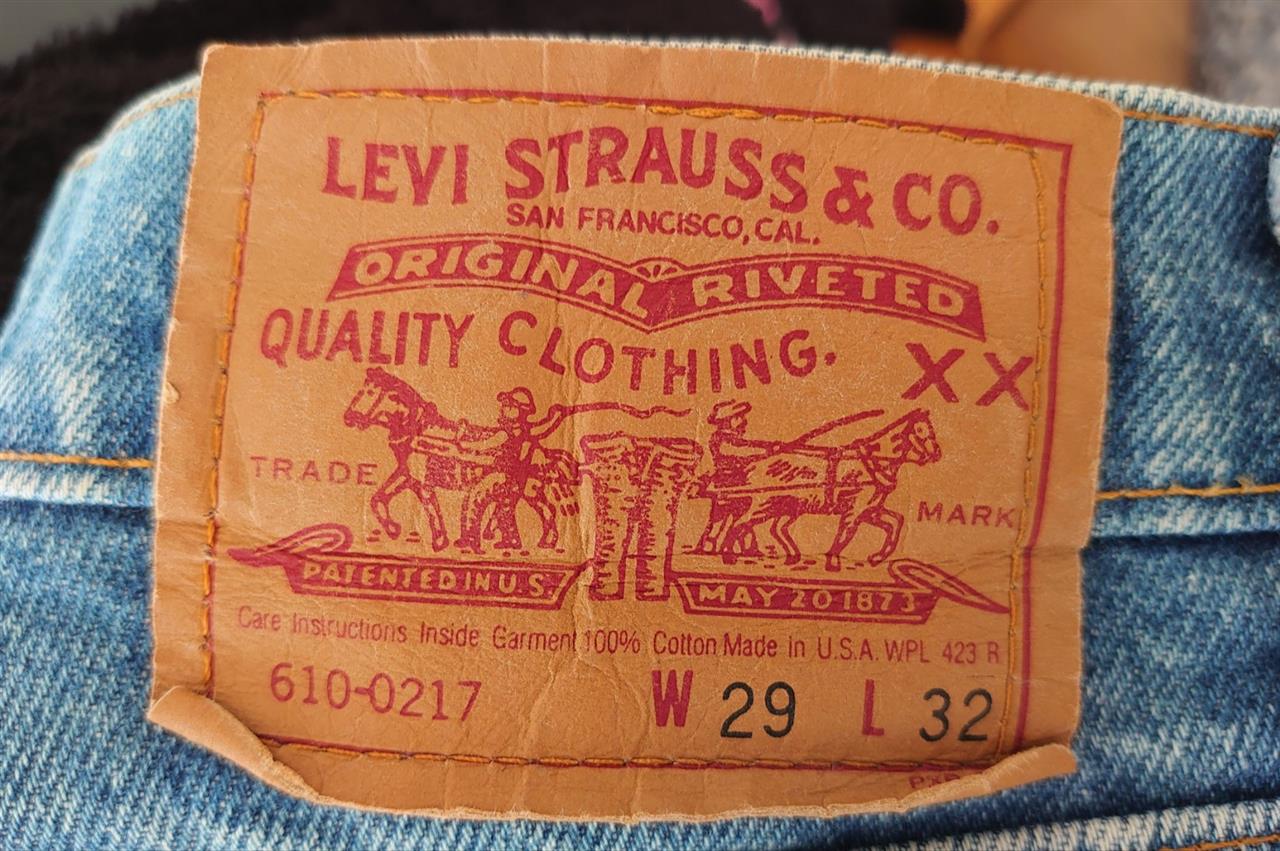 LEVI STRAUSS & CO.
SAN FRANCISCO, CAL.
ORIGINAL RIVETED
QUALITY CLOTHING.
XX
TRADE MARK
PATENTED IN U.S. MAY 20 1873
Care Instructions Inside Garment 100% Cotton Made in U.S.A. WPL 423 R
610-0217 W 29 L 32